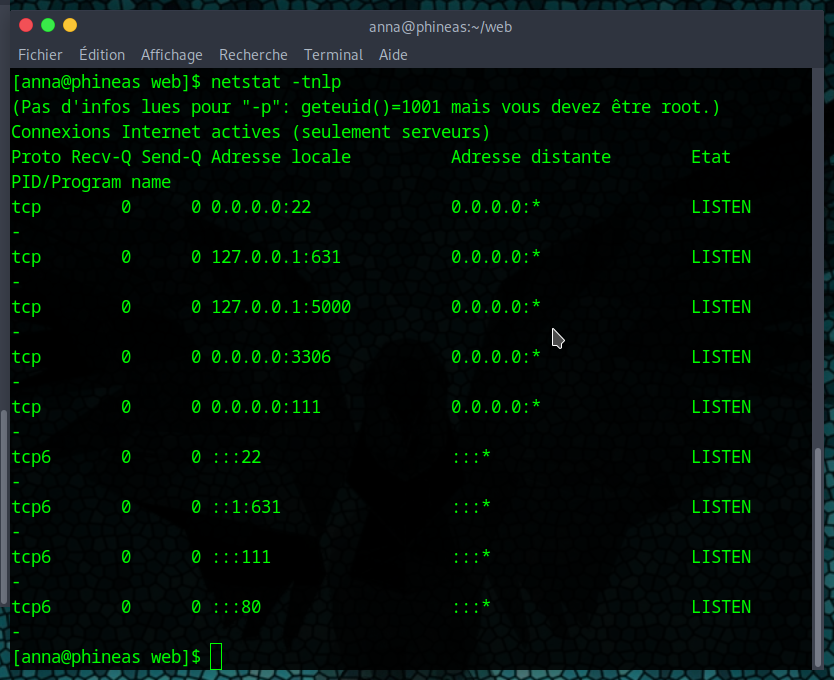 anna@phineas:~/web
Fichier Édition Affichage Recherche Terminal Aide
[anna@phineas web]$ netstat -tnlp
(Pas d'infos lues pour "-p": geteuid()=1001 mais vous devez être root.)
Connexions Internet actives (seulement serveurs)
Proto Recv-Q Send-Q Adresse locale          Adresse distante        Etat
PID/Program name
tcp        0      0 0.0.0.0:22              0.0.0.0:*               LISTEN
-
tcp        0      0 127.0.0.1:631           0.0.0.0:*               LISTEN
-
tcp        0      0 127.0.0.1:5000          0.0.0.0:*               LISTEN
-
tcp        0      0 0.0.0.0:3306            0.0.0.0:*               LISTEN
-
tcp        0      0 0.0.0.0:111             0.0.0.0:*               LISTEN
-
tcp6       0      0 :::22                   :::*                    LISTEN
-
tcp6       0      0 ::1:631                 :::*                    LISTEN
-
tcp6       0      0 :::111                  :::*                    LISTEN
-
tcp6       0      0 :::80                   :::*                    LISTEN
-
[anna@phineas web]$